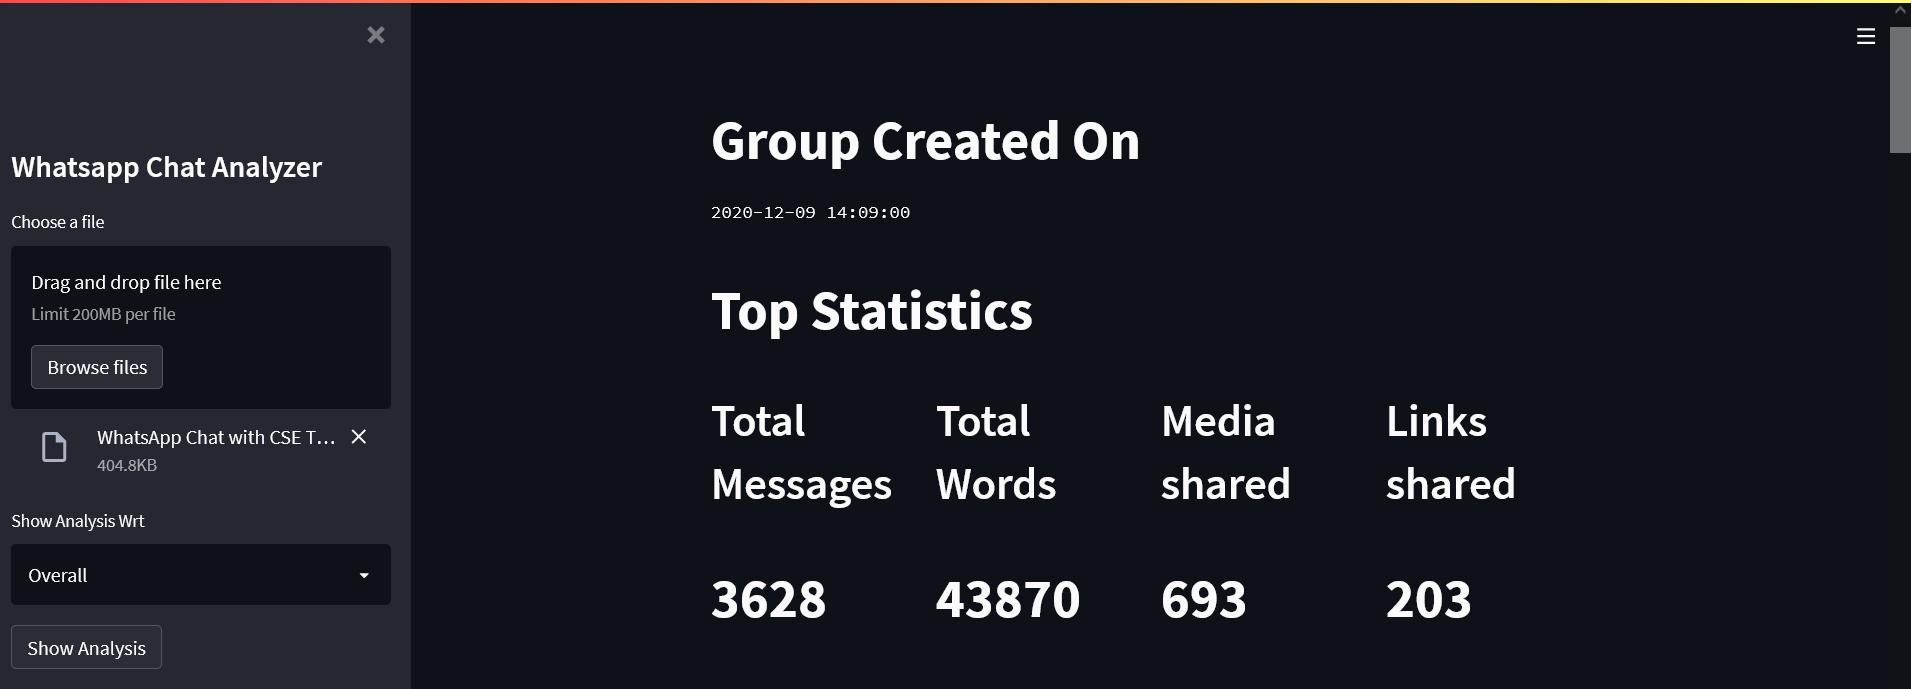 Whatsapp Chat Analyzer
Choose a file
Drag and drop file here
Limit 200MB per file
Browse files
WhatsApp Chat with CSE T...
404.8KB
Show Analysis Wrt
Overall
Show Analysis
Group Created On
2020-12-09 14:09:00
Top Statistics
Total Messages
Total Words
Media shared
Links shared
3628
43870
693
203